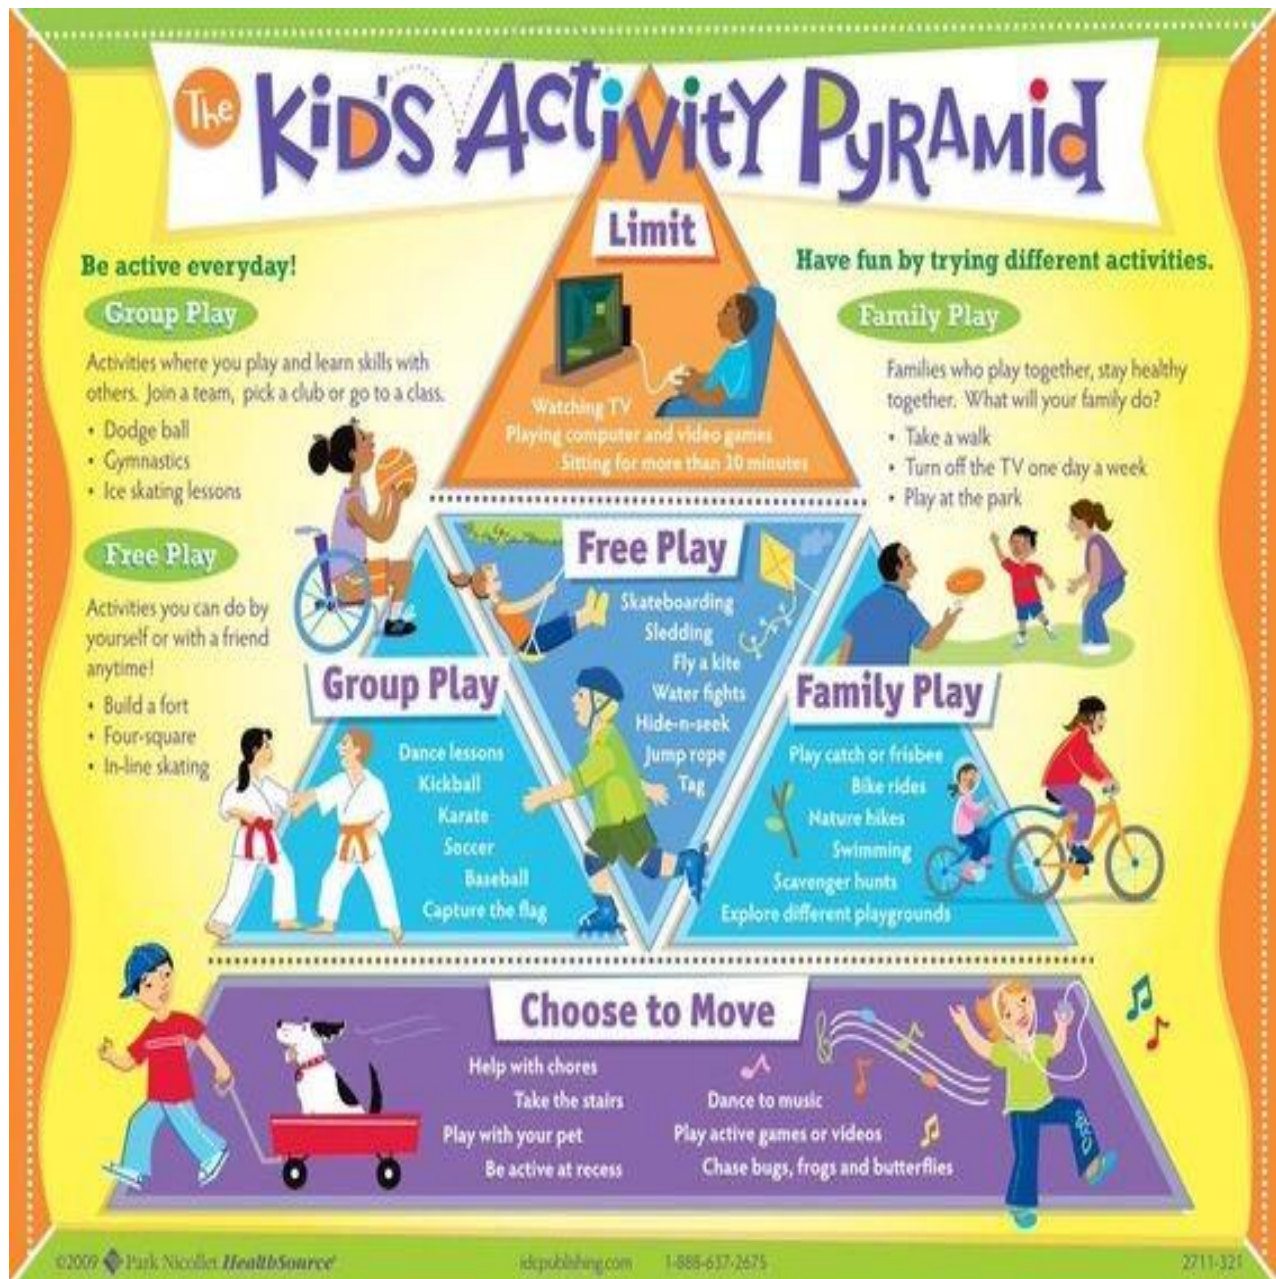 The Kid's Activity Pyramid
Limit
Watching TV
Playing computer and video games
Sitting for more than 30 minutes
Be active everyday!
Group Play
Activities where you play and learn skills with
others. Join a team, pick a club or go to a class.
• Dodge ball
• Gymnastics
• Ice skating lessons
Free Play
Activities you can do by
yourself or with a friend
anytime!
• Build a fort
• Four-square
• In-line skating
Have fun by trying different activities.
Family Play
Families who play together, stay healthy
together. What will your family do?
• Take a walk
• Turn off the TV one day a week
• Play at the park
Free Play
Skateboarding
Sledding
Fly a kite
Water fights
Hide-n-seek
Jump rope
Tag
Group Play
Dance lessons
Kickball
Karate
Soccer
Baseball
Capture the flag
Family Play
Play catch or frisbee
Bike rides
Nature hikes
Swimming
Scavenger hunts
Explore different playgrounds
Choose to Move
Help with chores
Take the stairs
Play with your pet
Be active at recess
Dance to music
Play active games or videos
Chase bugs, frogs and butterflies
©2009 Park Nicollet HealthSource®
idcpublishing.com 1-888-637-2675
2711-321